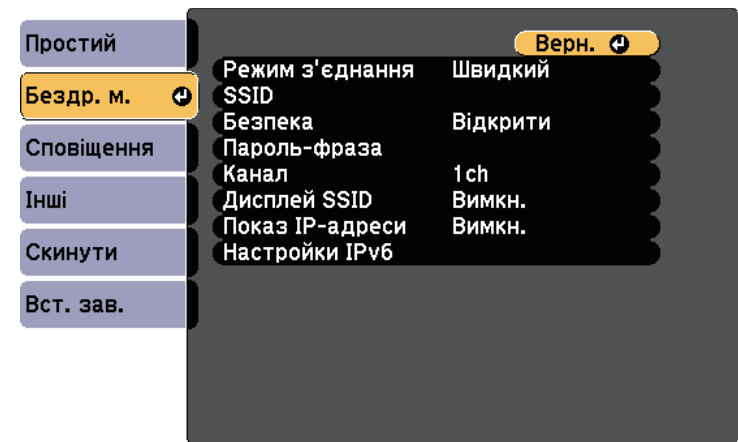 Простий
Бездр. м.
Сповіщення
Інші
Скинути
Вст. зав.
Верн.
Режим з'єднання Швидкий
SSID
Безпека Відкрити
Пароль-фраза
Канал 1ch
Дисплей SSID Вимкн.
Показ IP-адреси Вимкн.
Настройки IPv6